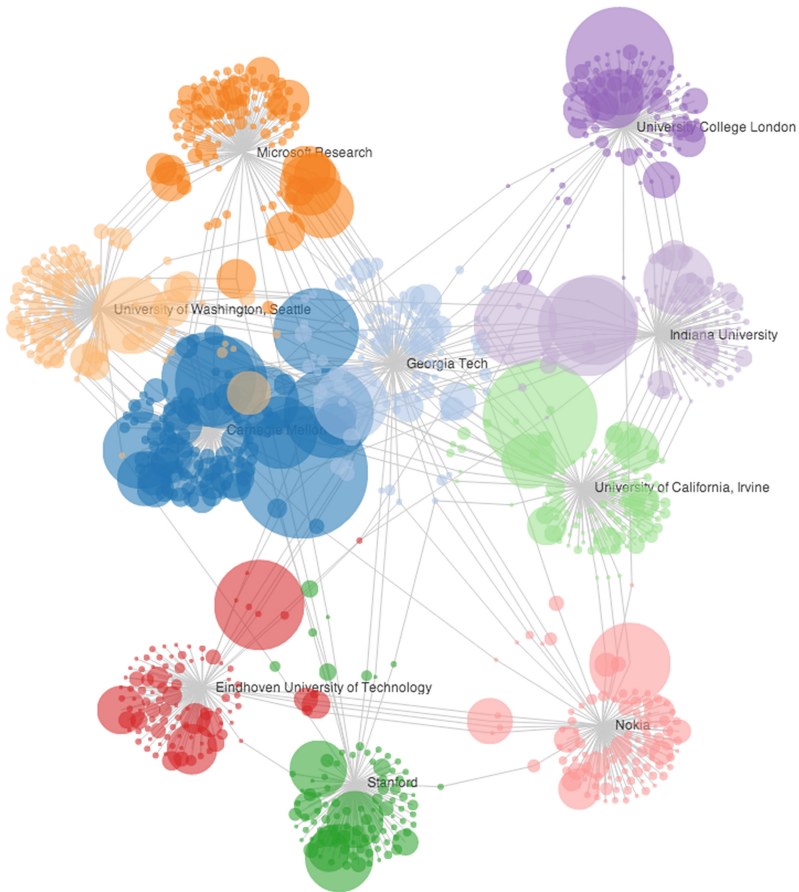 University College London
Microsoft Research
University of Washington, Seattle
Indiana University
Georgia Tech
Carnegie Mellon
University of California, Irvine
Eindhoven University of Technology
Nokia
Stanford